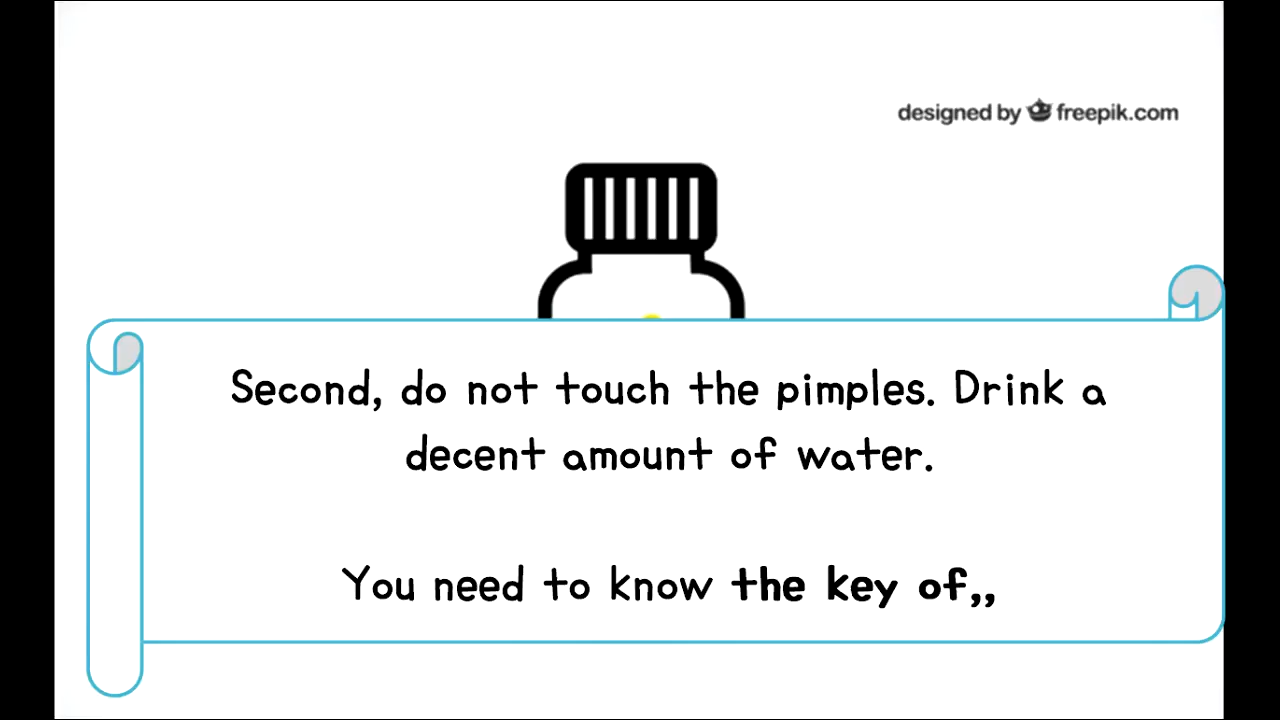 designed by freepik.com
Second, do not touch the pimples. Drink a
decent amount of water.
You need to know the key of,,